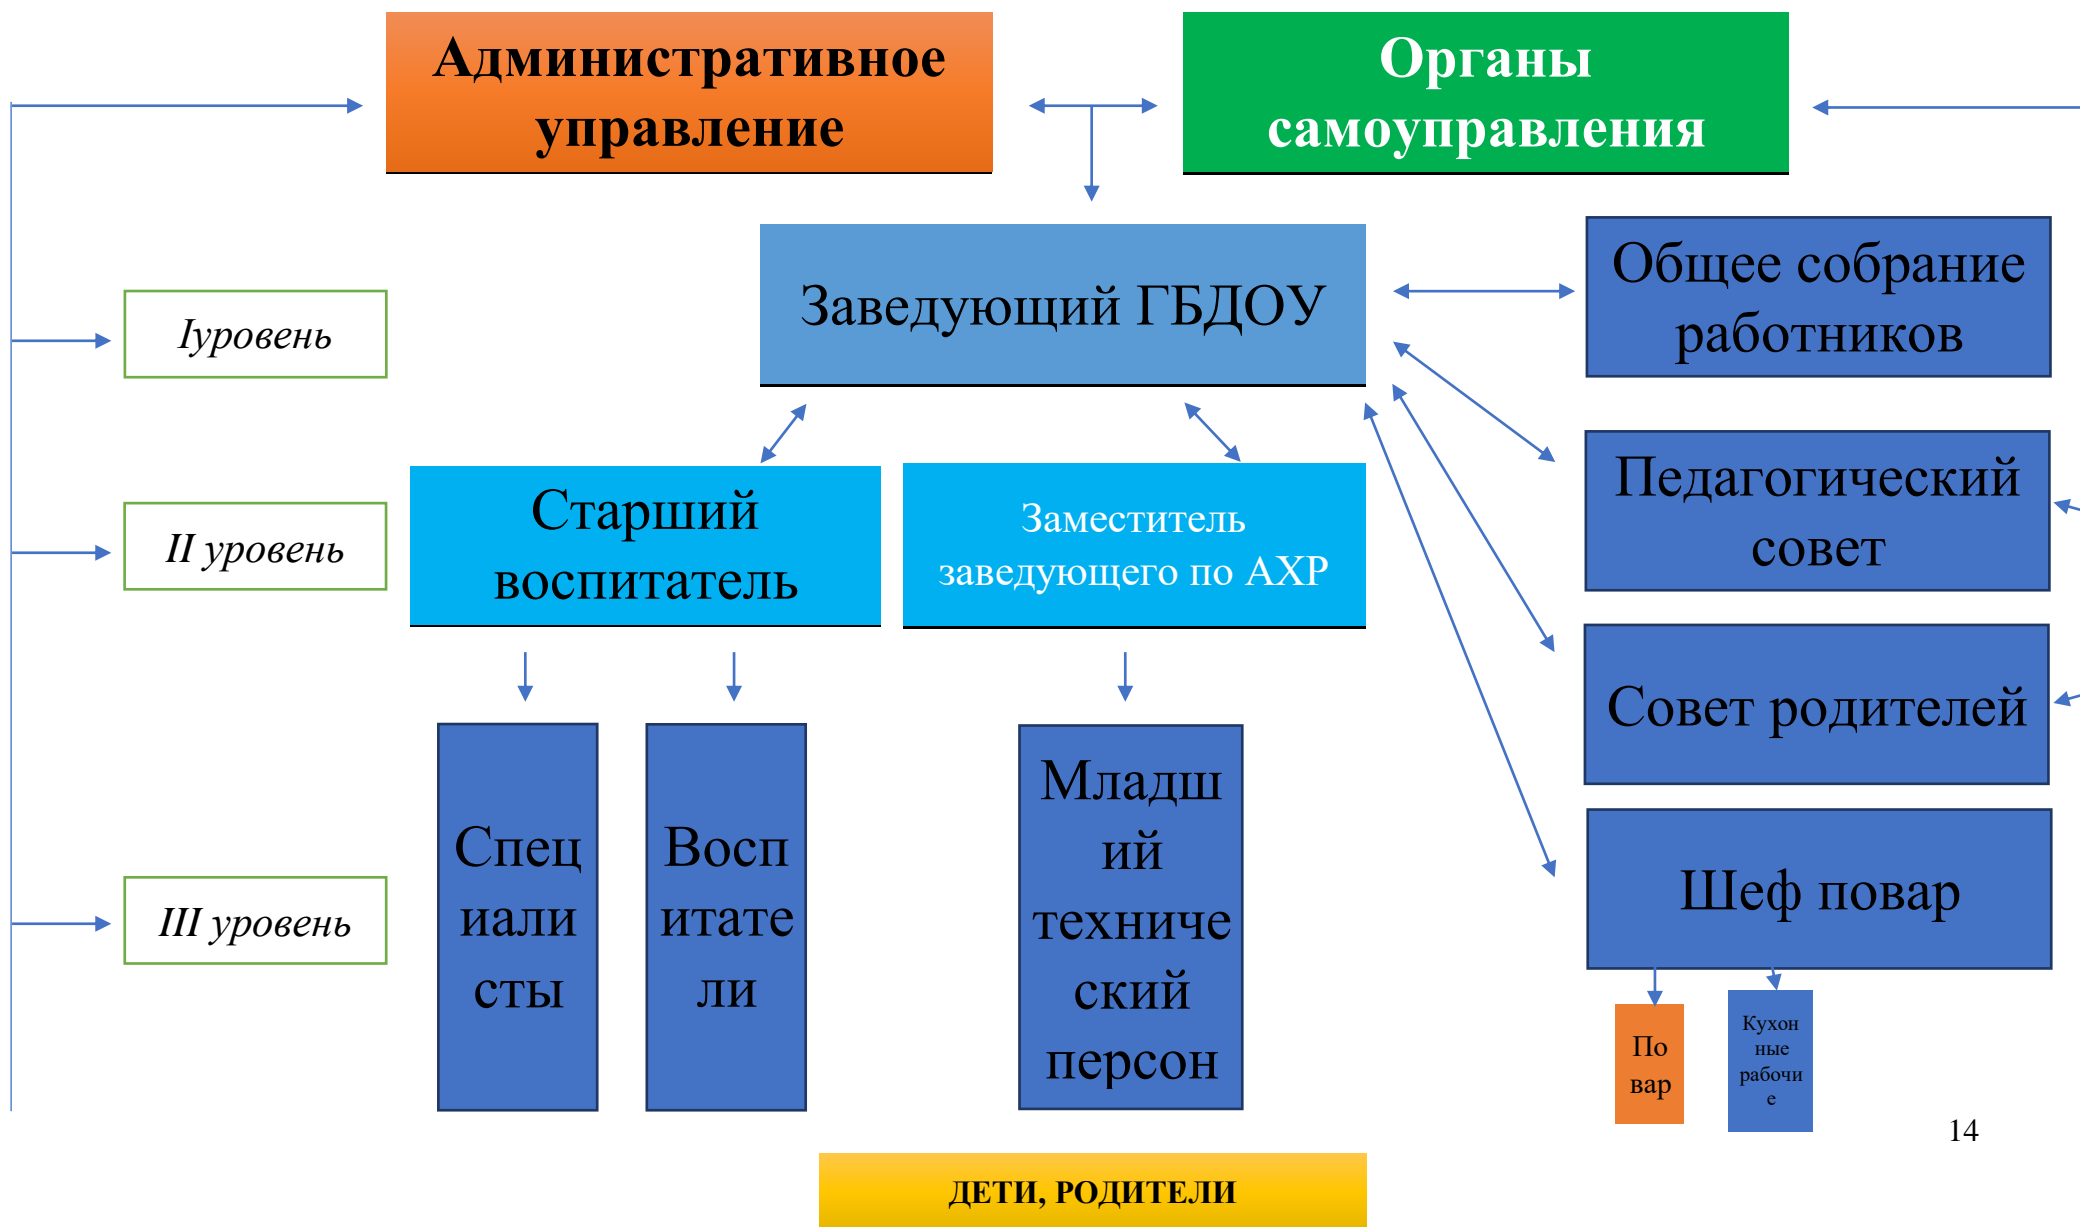 Административное
управление
Органы
самоуправления
Заведующий ГБДОУ
Общее собрание
работников
Iуровень
Педагогический
совет
Старший
воспитатель
Заместитель
заведующего по АХР
II уровень
Совет родителей
Спец
иали
сты
Восп
итате
ли
Младш
ий
техниче
ский
персон
Шеф повар
III уровень
По
вар
Кухон
ные
рабочи
е
14
ДЕТИ, РОДИТЕЛИ